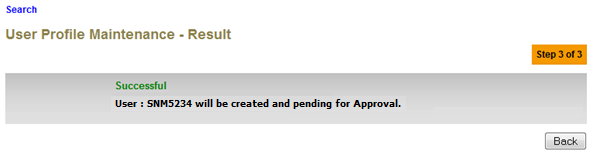 Search
User Profile Maintenance - Result
Step 3 of 3
Successful
User : SNM5234 will be created and pending for Approval.
Back